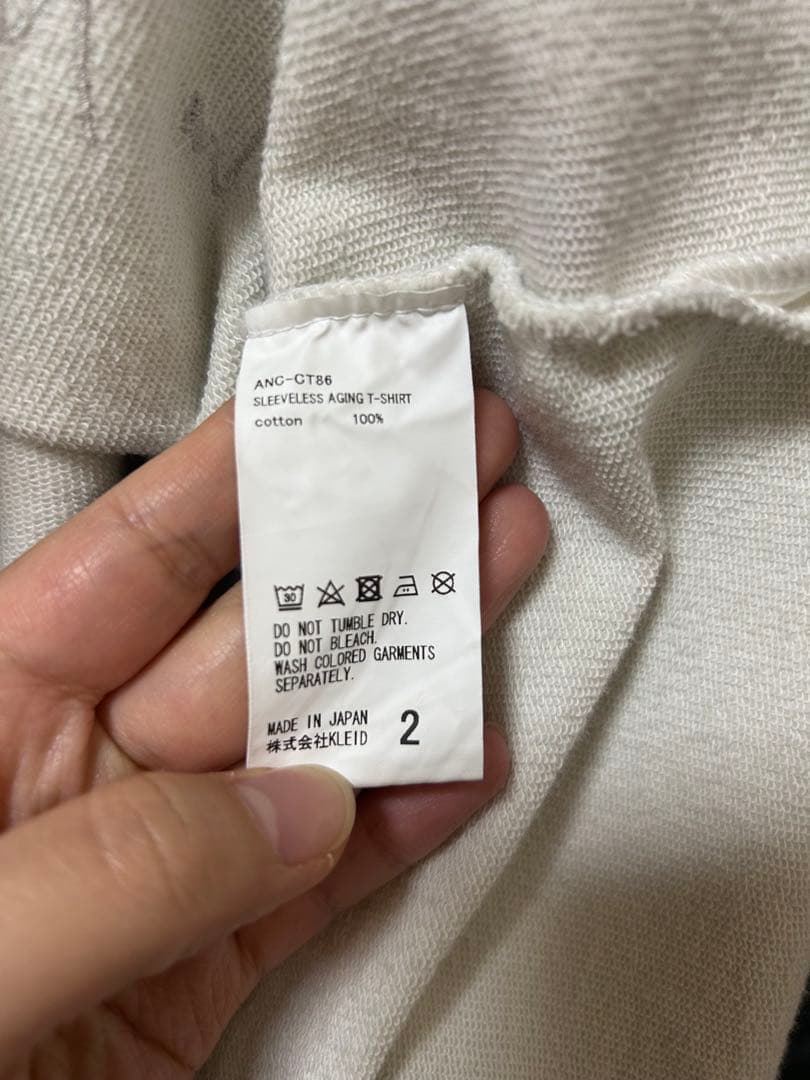 ANC-CT86
SLEEVELESS AGING T-SHIRT
cotton 100%
30
DO NOT TUMBLE DRY.
DO NOT BLEACH.
WASH COLORED GARMENTS
SEPARATELY.
MADE IN JAPAN
株式会社KLEID
2